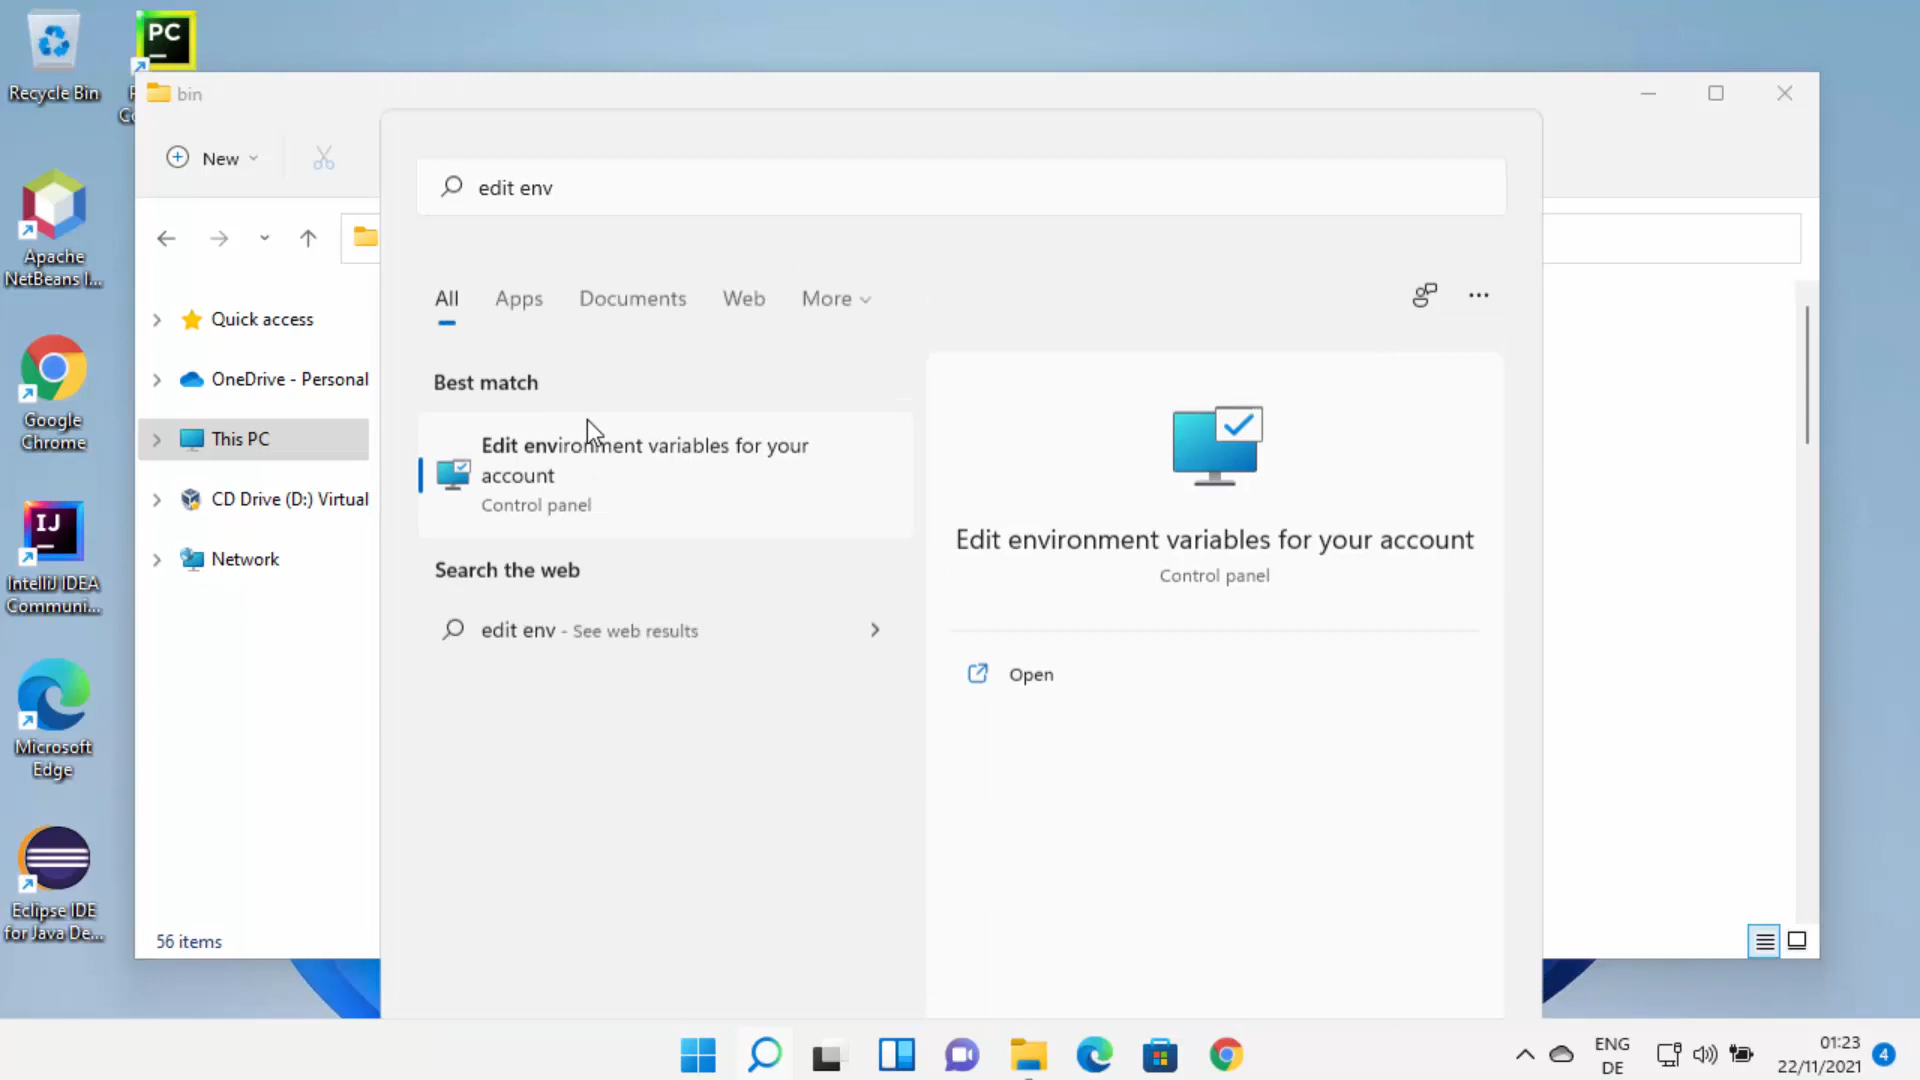 PC
Recycle Bin
bin
New
edit env
Apache
NetBeans I...
All
Apps
Documents
Web
More
Quick access
OneDrive - Personal
Best match
Google
Chrome
Edit environment variables for your
account
Control panel
This PC
CD Drive (D:) Virtual
IJ
Edit environment variables for your account
Control panel
Network
IntelliJ IDEA
Communi...
Search the web
edit env - See web results
Open
Microsoft
Edge
Eclipse IDE
for Java De...
56 items
ENG
DE
01:23
22/11/2021
4